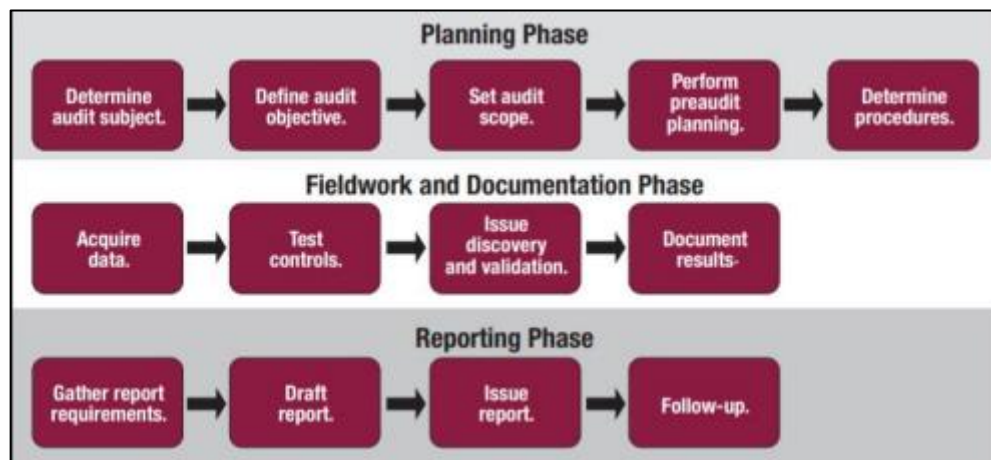 Planning Phase
Determine
audit subject.
Define audit
objective.
Set audit
scope.
Perform
preaudit
planning.
Determine
procedures.
Fieldwork and Documentation Phase
Acquire
data.
Test
controls.
Issue
discovery
and validation.
Document
results.
Reporting Phase
Gather report
requirements.
Draft
report.
Issue
report.
Follow-up.